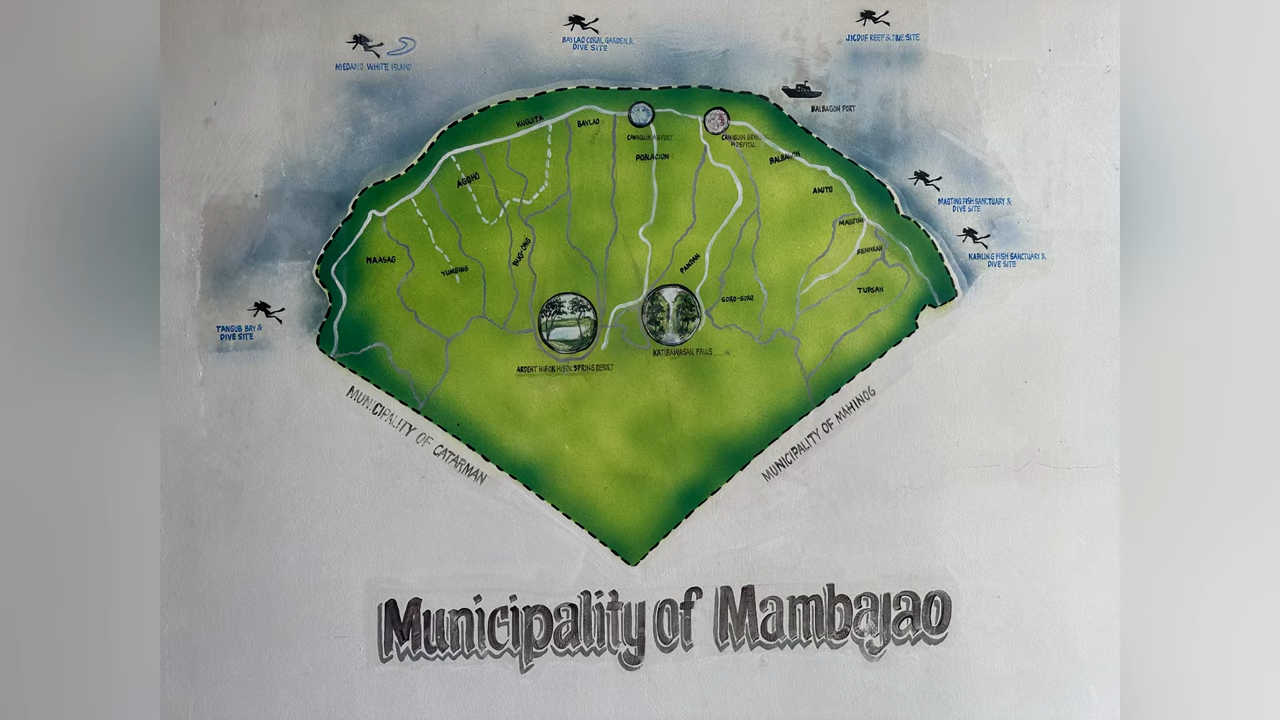 BAYLAO CORAL GARDEN &
DIVE SITE
JICDUP REEF & DIVE SITE
MEDANO WHITE ISLAND
BALBAGON PORT
KUGUITA
BAYLAO
CAMIGUIN AIRPORT
CAMIGUIN GENERAL
HOSPITAL
POBLACION
BALBAGON
AGOHO
ANITO
MAGTING FISH SANCTUARY &
DIVE SITE
MAGTING
BUG-ONG
BENHAAN
KABILING FISH SANCTUARY &
DIVE SITE
NAASAG
YUMBING
PANDAN
TUPSAN
SORO-SORO
TANGUB BAY &
DIVE SITE
KATIBAWASAN FALLS
ARDENT HIBOK HIBOK SPRING RESORT
MUNICIPALITY OF CATARMAN
MUNICIPALITY OF MAHINOG
Municipality of Mambajao